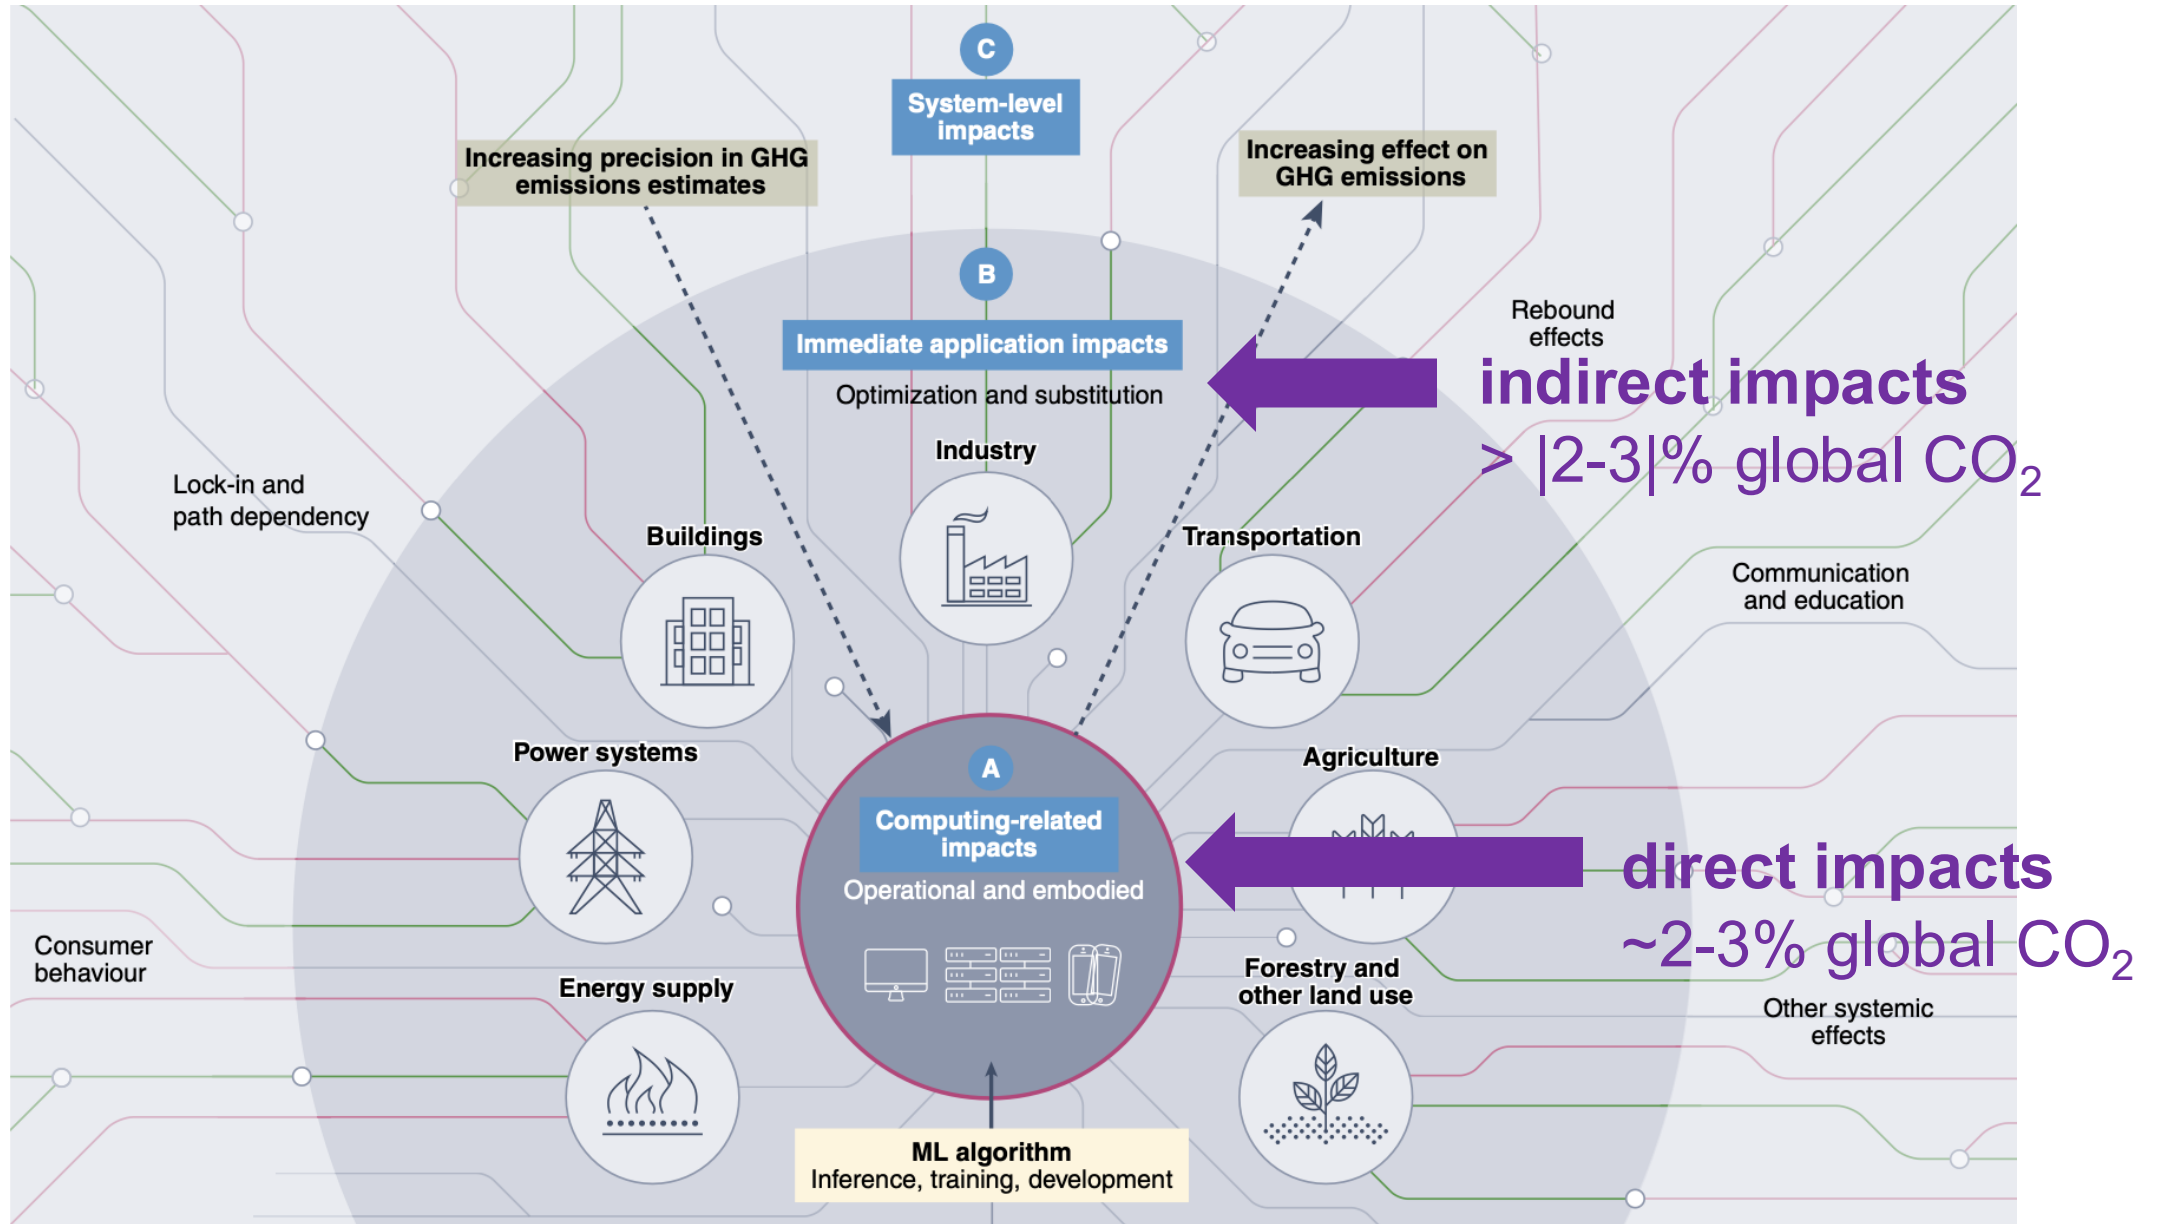 C
System-level
impacts
Increasing precision in GHG
emissions estimates
Increasing effect on
GHG emissions
B
Immediate application impacts
Optimization and substitution
Rebound
effects
indirect impacts
> |2-3|% global CO₂
Industry
Lock-in and
path dependency
Buildings
Transportation
Communication
and education
Power systems
Agriculture
A
Computing-related
impacts
Operational and embodied
direct impacts
~2-3% global CO₂
Consumer
behaviour
Energy supply
Forestry and
other land use
Other systemic
effects
ML algorithm
Inference, training, development